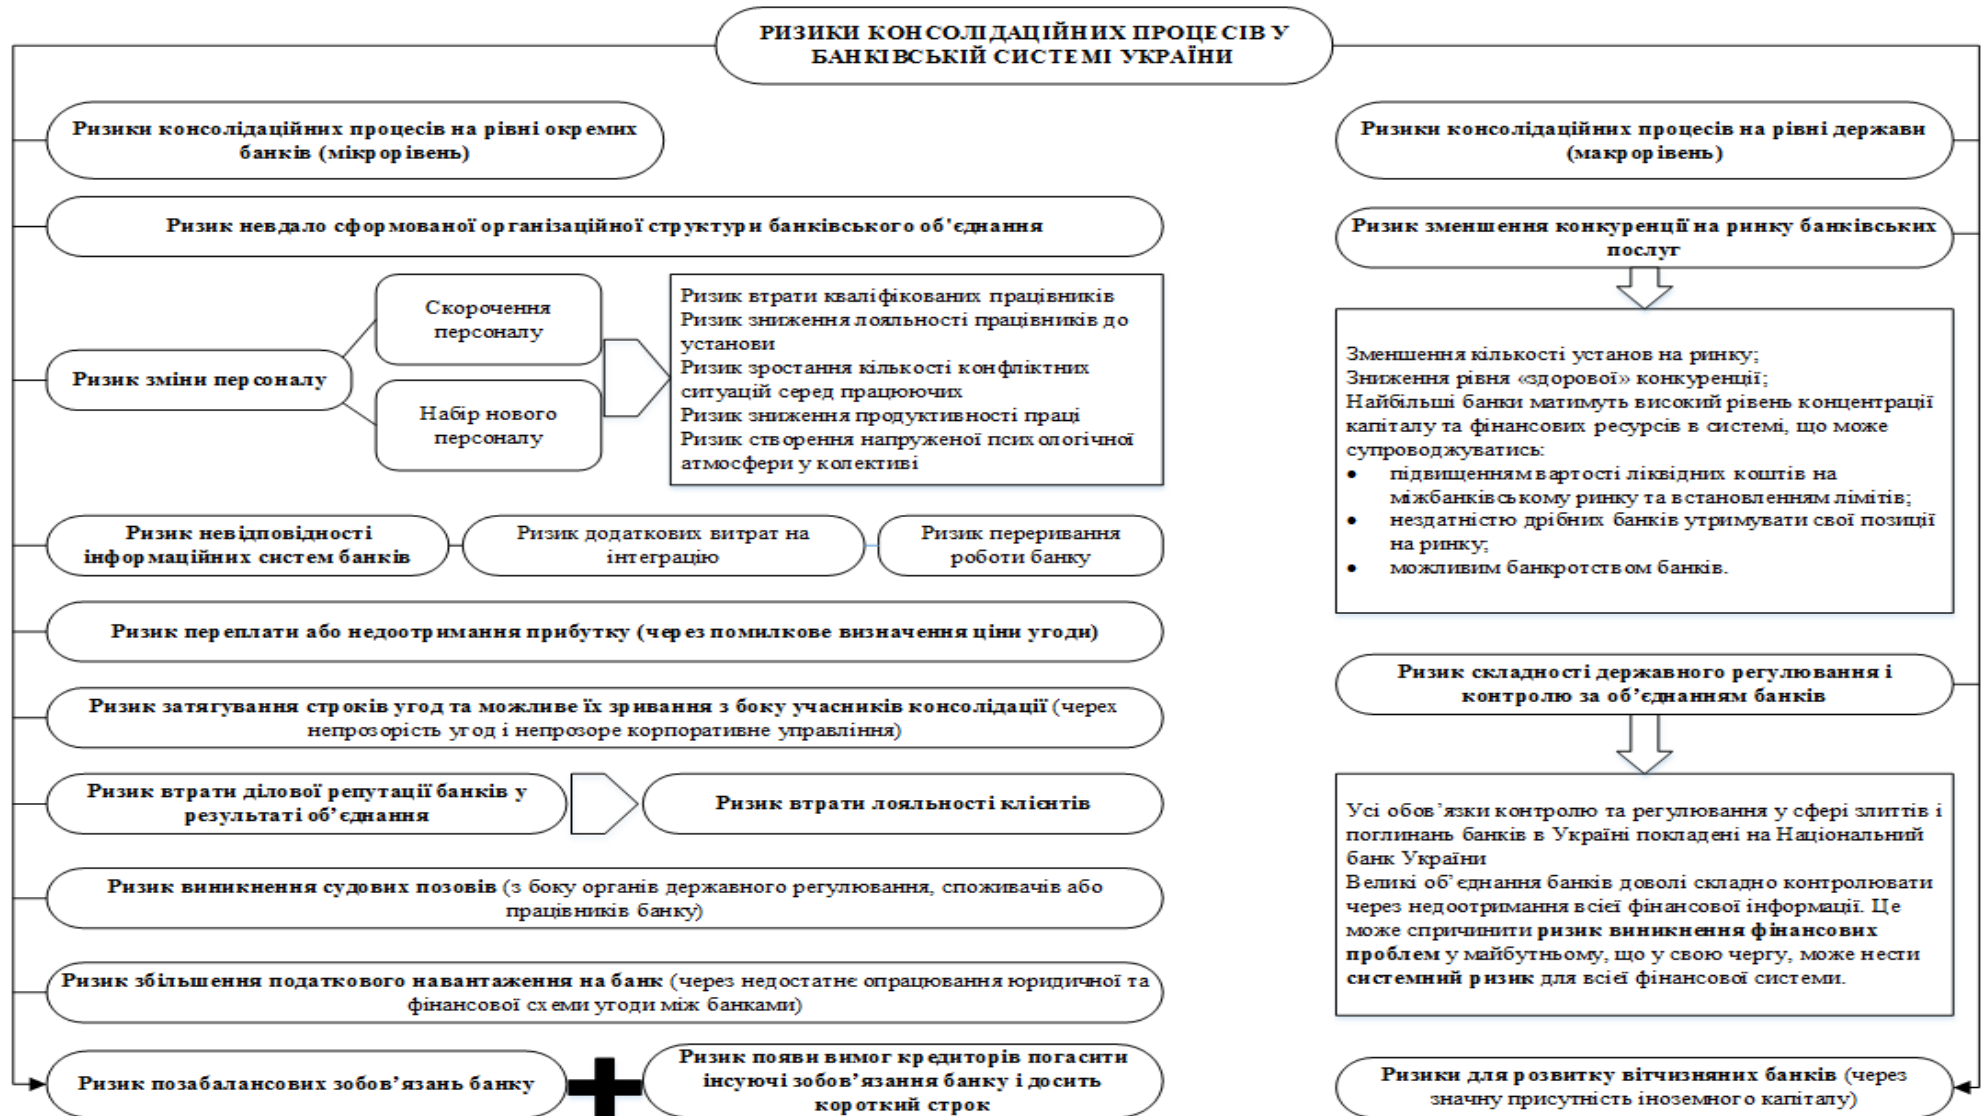 РИЗИКИ КОНСОЛІДАЦІЙНИХ ПРОЦЕСІВ У
БАНКІВСЬКІЙ СИСТЕМІ УКРАЇНИ
Ризики консолідаційних процесів на рівні окремих
банків (мікрорівень)
Ризик невдало сформованої організаційної структури банківського об'єднання
Ризик зміни персоналу
Скорочення
персоналу
Набір нового
персоналу
Ризик втрати кваліфікованих працівників
Ризик зниження лояльності працівників до
установи
Ризик зростання кількості конфліктних
ситуацій серед працюючих
Ризик зниження продуктивності праці
Ризик створення напруженої психологічної
атмосфери у колективі
Ризик невідповідності
інформаційних систем банків
Ризик додаткових витрат на
інтеграцію
Ризик переривання
роботи банку
Ризик переплати або недоотримання прибутку (через помилкове визначення ціни угоди)
Ризик затягування строків угод та можливе їх зривання з боку учасників консолідації (черех
непрозорість угод і непрозоре корпоративне управління)
Ризик втрати ділової репутації банків у
результаті об’єднання
Ризик втрати лояльності клієнтів
Ризик виникнення судових позовів (з боку органів державного регулювання, споживачів або
працівників банку)
Ризик збільшення податкового навантаження на банк (через недостатнє опрацювання юридичної та
фінансової схеми угоди між банками)
Ризик позабалансових зобов’язань банку
Ризик появи вимог кредиторів погасити
інсуючі зобов’язання банку і досить
короткий строк
Ризики консолідаційних процесів на рівні держави
(макрорівень)
Ризик зменшення конкуренції на ринку банківських
послуг
Зменшення кількості установ на ринку;
Зниження рівня «здорової» конкуренції;
Найбільші банки матимуть високий рівень концентрації
капіталу та фінансових ресурсів в системі, що може
супроводжуватись:
• підвищенням вартості ліквідних коштів на
міжбанківському ринку та встановленням лімітів;
• нездатністю дрібних банків утримувати свої позиції
на ринку;
• можливим банкротством банків.
Ризик складності державного регулювання і
контролю за об’єднанням банків
Усі обов’язки контролю та регулювання у сфері злиттів і
поглинань банків в Україні покладені на Національний
банк України
Великі об’єднання банків доволі складно контролювати
через недоотримання всієї фінансової інформації. Це
може спричинити ризик виникнення фінансових
проблем у майбутньому, що у свою чергу, може нести
системний ризик для всієї фінансової системи.
Ризики для розвитку вітчизняних банків (через
значну присутність іноземного капіталу)